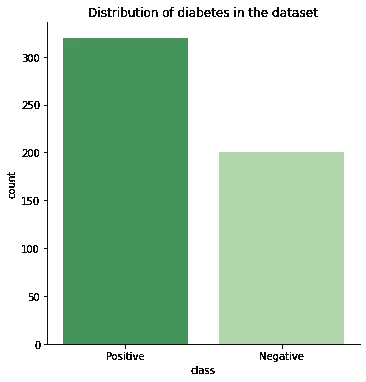 Distribution of diabetes in the dataset
300
250
200
150
100
50
0
count
Positive Negative
class